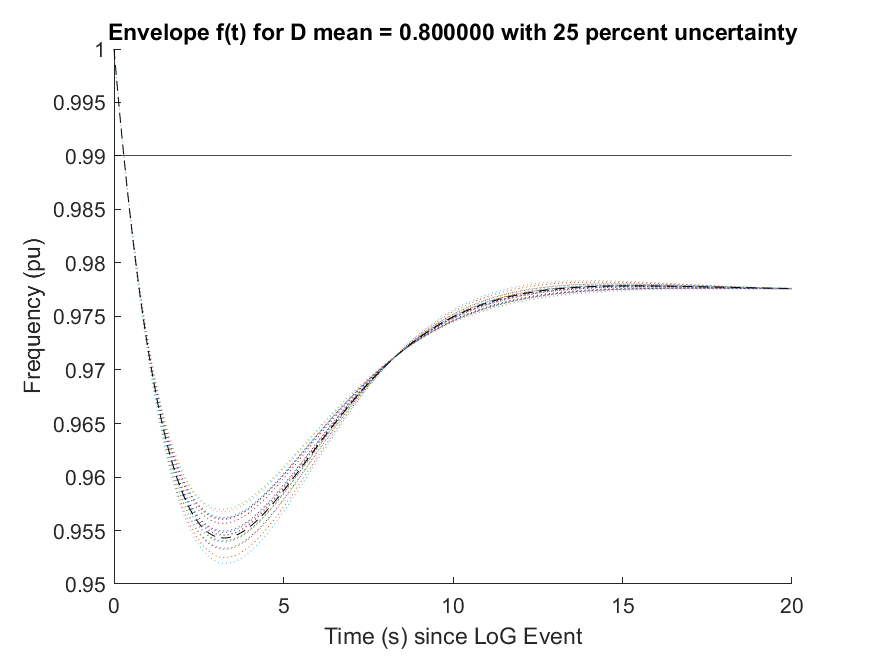 Envelope f(t) for D mean = 0.800000 with 25 percent uncertainty
1
0.995
0.99
0.985
0.98
0.975
0.97
0.965
0.96
0.955
0.95
Frequency (pu)
0 5 10 15 20
Time (s) since LoG Event